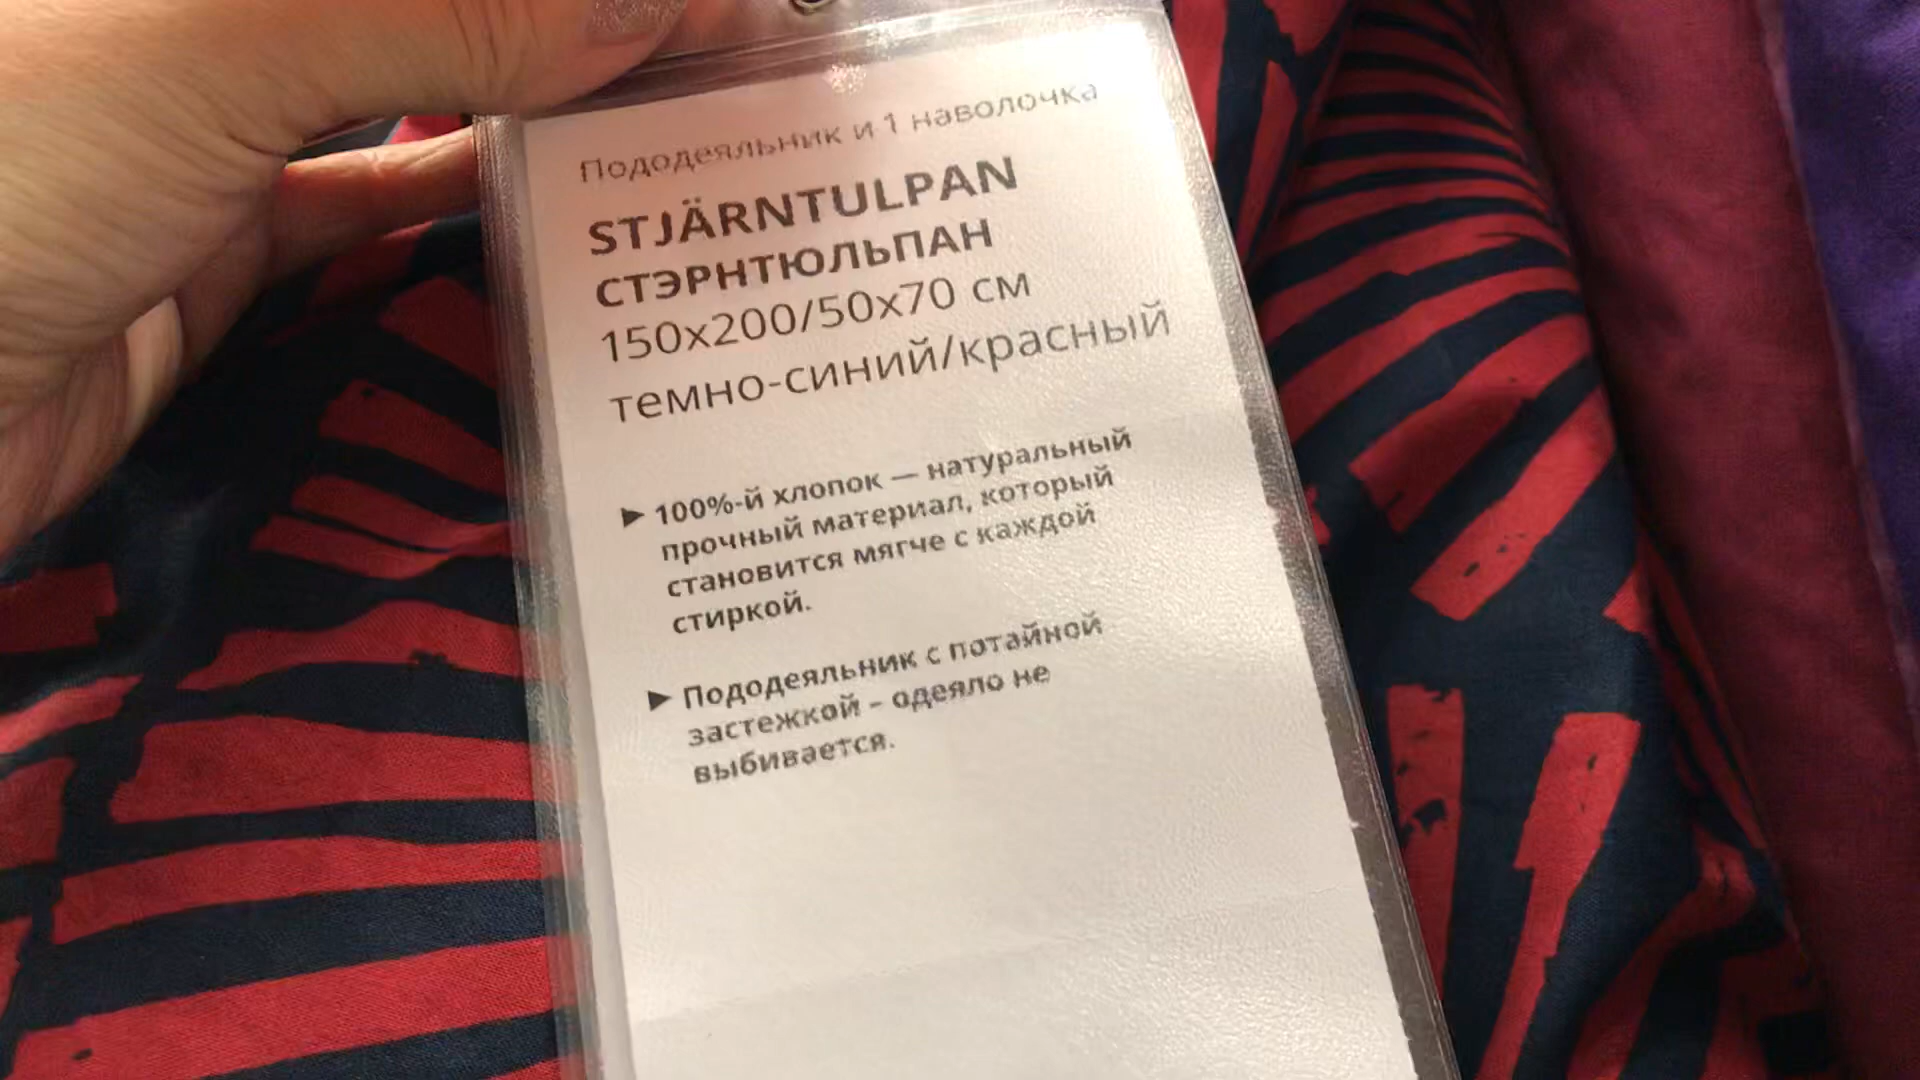 Пододеяльник и 1 наволочка
STJÄRNTULPAN
СТЭРНТЮЛЬПАН
150x200/50x70 см
темно-синий/красный
► 100%-й хлопок — натуральный
прочный материал, который
становится мягче с каждой
стиркой.
► Пододеяльник с потайной
застежкой – одеяло не
выбивается.